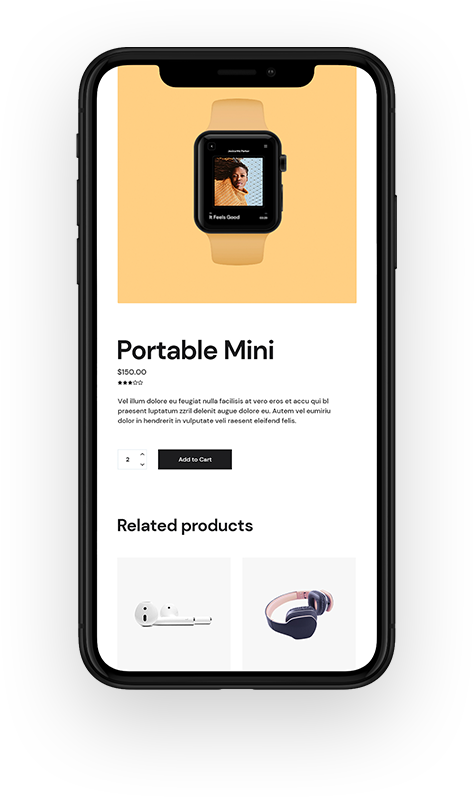 It Feels Good
Portable Mini
$150.00
Vel illum dolore eu feugiat nulla facilisis at vero eros et accu qui bl
praesent luptatum zzril delenit augue dolore eu. Autem vel eumiriu
dolor in hendrerit in vulputate veli raesent eleifend felis.
2
Add to Cart
Related products